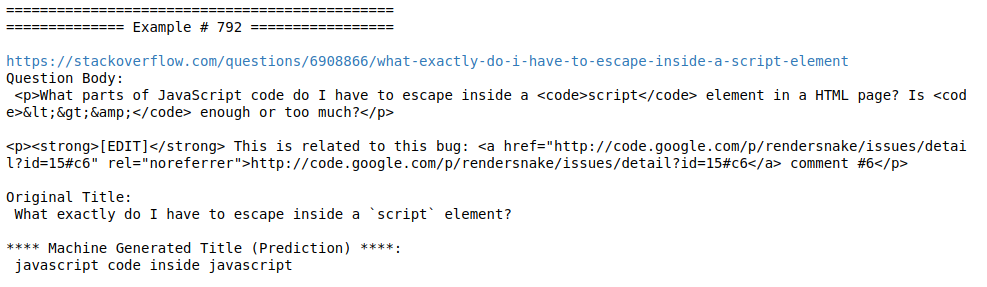 ==============================================
============== Example # 792 =================
https://stackoverflow.com/questions/6908866/what-exactly-do-i-have-to-escape-inside-a-script-element
Question Body:
<p>What parts of JavaScript code do I have to escape inside a <code>script</code> element in a HTML page? Is <cod
e>&lt;&gt;&amp;</code> enough or too much?</p>
<p><strong>[EDIT]</strong> This is related to this bug: <a href="http://code.google.com/p/rendersnake/issues/detai
l?id=15#c6" rel="noreferrer">http://code.google.com/p/rendersnake/issues/detail?id=15#c6</a> comment #6</p>
Original Title:
What exactly do I have to escape inside a `script` element?
**** Machine Generated Title (Prediction) ****:
javascript code inside javascript